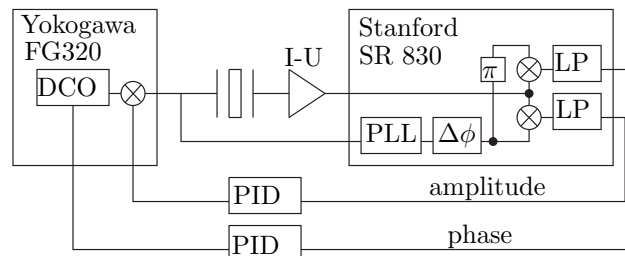 Yokogawa
FG320
DCO
I-U
Stanford
SR 830
π
LP
LP
PLL
Δϕ
PID
amplitude
PID
phase